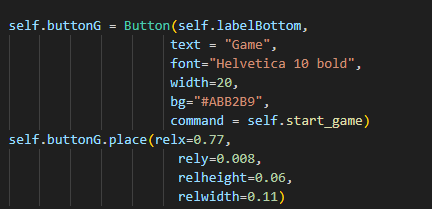 self.buttonG = Button(self.labelBottom,
text = "Game",
font="Helvetica 10 bold",
width=20,
bg="#ABB2B9",
command = self.start_game)
self.buttonG.place(relx=0.77,
rely=0.008,
relheight=0.06,
relwidth=0.11)